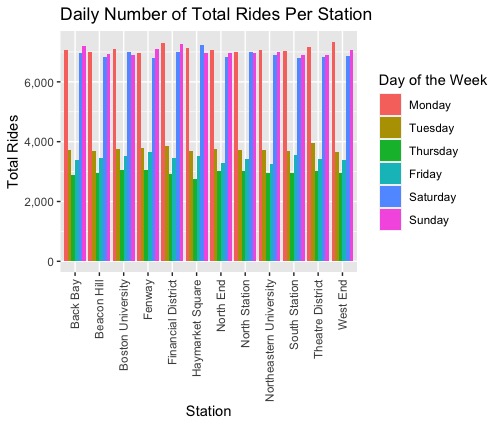 Daily Number of Total Rides Per Station
Total Rides
6,000
4,000
2,000
0
Back Bay
Beacon Hill
Boston University
Fenway
Financial District
Haymarket Square
North End
North Station
Northeastern University
South Station
Theatre District
West End
Station
Day of the Week
Monday
Tuesday
Thursday
Friday
Saturday
Sunday